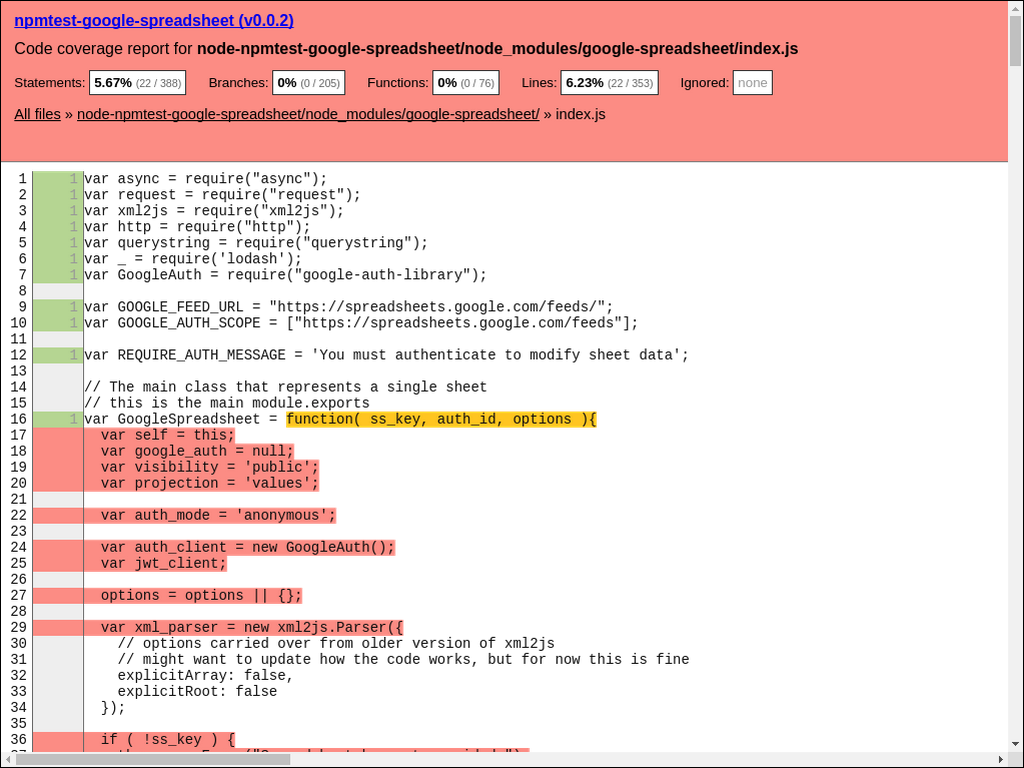 npmtest-google-spreadsheet (v0.0.2)
Code coverage report for node-npmtest-google-spreadsheet/node_modules/google-spreadsheet/index.js
Statements: 5.67% (22 / 388) Branches: 0% (0 / 205) Functions: 0% (0 / 76) Lines: 6.23% (22 / 353) Ignored: none
All files » node-npmtest-google-spreadsheet/node_modules/google-spreadsheet/ » index.js
1 1 var async = require("async");
2 1 var request = require("request");
3 1 var xml2js = require("xml2js");
4 1 var http = require("http");
5 1 var querystring = require("querystring");
6 1 var _ = require('lodash');
7 1 var GoogleAuth = require("google-auth-library");
8
9 1 var GOOGLE_FEED_URL = "https://spreadsheets.google.com/feeds/";
10 1 var GOOGLE_AUTH_SCOPE = ["https://spreadsheets.google.com/feeds"];
11
12 1 var REQUIRE_AUTH_MESSAGE = 'You must authenticate to modify sheet data';
13
14 // The main class that represents a single sheet
15 // this is the main module.exports
16 1 var GoogleSpreadsheet = function( ss_key, auth_id, options ){
17 var self = this;
18 var google_auth = null;
19 var visibility = 'public';
20 var projection = 'values';
21
22 var auth_mode = 'anonymous';
23
24 var auth_client = new GoogleAuth();
25 var jwt_client;
26
27 options = options || {};
28
29 var xml_parser = new xml2js.Parser({
30 // options carried over from older version of xml2js
31 // might want to update how the code works, but for now this is fine
32 explicitArray: false,
33 explicitRoot: false
34 });
35
36 if ( !ss_key ) {